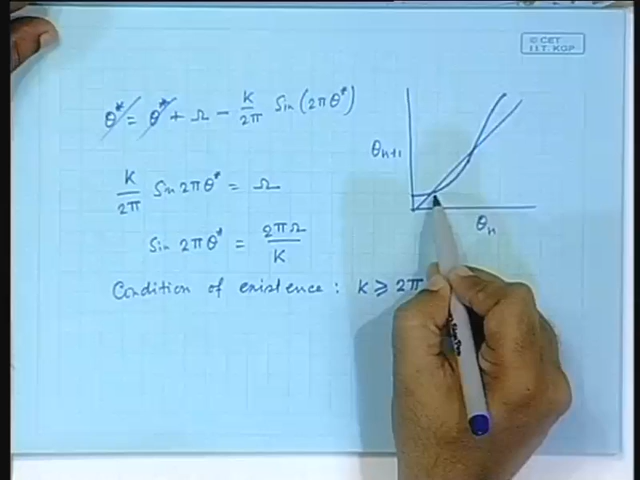 © CET
I.I.T. KGP
θ* = θ* + Ω - K/2π Sin (2πθ*)
θn+1
K/2π Sin 2πθ* = Ω
θn
Sin 2πθ* = 2πΩ/K
Condition of existence : K ⩾ 2π